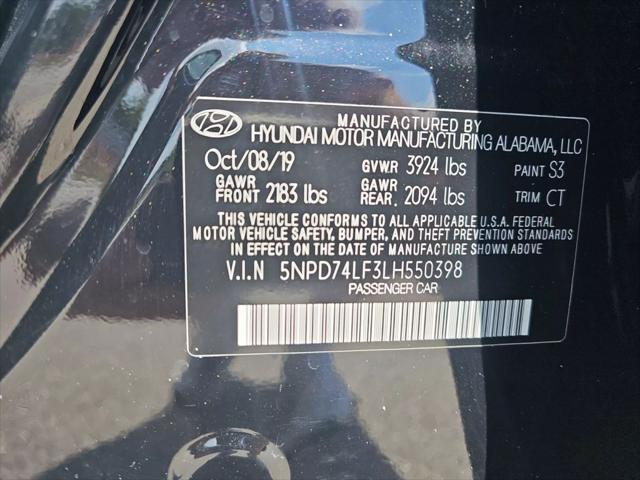 MANUFACTURED BY
HYUNDAI MOTOR MANUFACTURING ALABAMA, LLC
Oct/08/19 GVWR 3924 lbs PAINT S3
GAWR FRONT 2183 lbs GAWR REAR. 2094 lbs TRIM CT
THIS VEHICLE CONFORMS TO ALL APPLICABLE U.S.A. FEDERAL
MOTOR VEHICLE SAFETY, BUMPER, AND THEFT PREVENTION STANDARDS
IN EFFECT ON THE DATE OF MANUFACTURE SHOWN ABOVE.
V.I.N 5NPD74LF3LH550398
PASSENGER CAR